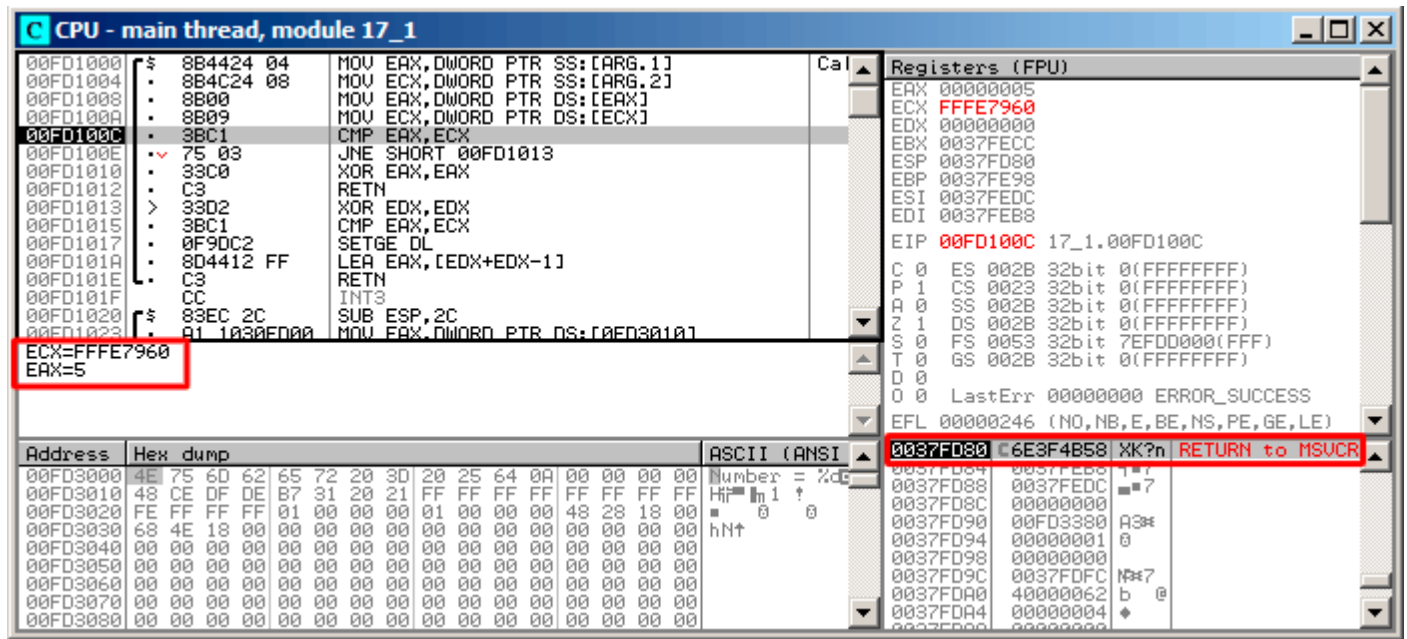 CPU - main thread, module 17_1
00FD1000 $ 8B4424 04 MOV EAX,DWORD PTR SS:[ARG.1]
00FD1004 . 8B4C24 08 MOV ECX,DWORD PTR SS:[ARG.2]
00FD1008 . 8B00 MOV EAX,DWORD PTR DS:[EAX]
00FD100A . 8B09 MOV ECX,DWORD PTR DS:[ECX]
00FD100C . 3BC1 CMP EAX,ECX
00FD100E . 75 03 JNE SHORT 00FD1013
00FD1010 . 33C0 XOR EAX,EAX
00FD1012 . C3 RETN
00FD1013 > 33D2 XOR EDX,EDX
00FD1015 . 3BC1 CMP EAX,ECX
00FD1017 . 0F9DC2 SETGE DL
00FD101A . 8D4412 FF LEA EAX,[EDX+EDX-1]
00FD101E . C3 RETN
00FD101F CC INT3
00FD1020 $ 83EC 2C SUB ESP,2C
00FD1023 . A1 1030FD00 MOV EAX,DWORD PTR DS:[0FD3010]
ECX=FFFE7960
EAX=5
Registers (FPU)
EAX 00000005
ECX FFFE7960
EDX 00000000
EBX 0037FECC
ESP 0037FD80
EBP 0037FE98
ESI 0037FEDC
EDI 0037FEB8
EIP 00FD100C 17_1.00FD100C
C 0 ES 002B 32bit 0(FFFFFFFF)
P 1 CS 0023 32bit 0(FFFFFFFF)
A 0 SS 002B 32bit 0(FFFFFFFF)
Z 1 DS 002B 32bit 0(FFFFFFFF)
S 0 FS 0053 32bit 7EFDD000(FFF)
T 0 GS 002B 32bit 0(FFFFFFFF)
D 0
O 0 LastErr 00000000 ERROR_SUCCESS
EFL 00000246 (NO,NB,E,BE,NS,PE,GE,LE)
Address Hex dump ASCII (ANSI
00FD3000 4E 75 6D 62 65 72 20 3D 20 25 64 0A 00 00 00 00 Number = %d
00FD3010 48 CE DF DE B7 31 20 21 FF FF FF FF FF FF FF FF
00FD3020 FE FF FF FF 01 00 00 00 01 00 00 00 48 28 18 00
00FD3030 68 4E 18 00 00 00 00 00 00 00 00 00 00 00 00 00 hN↑
00FD3040 00 00 00 00 00 00 00 00 00 00 00 00 00 00 00 00
00FD3050 00 00 00 00 00 00 00 00 00 00 00 00 00 00 00 00
00FD3060 00 00 00 00 00 00 00 00 00 00 00 00 00 00 00 00
00FD3070 00 00 00 00 00 00 00 00 00 00 00 00 00 00 00 00
00FD3080 00 00 00 00 00 00 00 00 00 00 00 00 00 00 00 00
0037FD80 6E3F4B58 XK?n RETURN to MSVCR
0037FD84 0037FEB8
0037FD88 0037FEDC
0037FD8C 00000000
0037FD90 00FD3380
0037FD94 00000001
0037FD98 00000000
0037FD9C 0037FDFC
0037FDA0 40000062 b @
0037FDA4 00000004 ♦